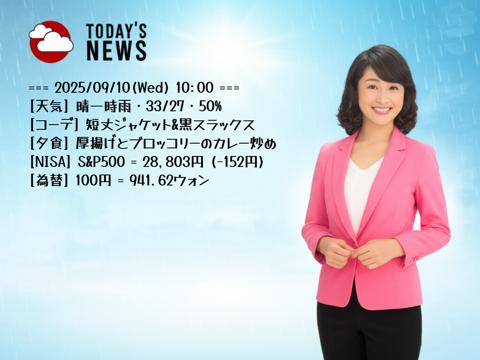 TODAY'S
NEWS
=== 2025/09/10(Wed) 10:00 ===
[天気] 晴一時雨・33/27・50%
[コーデ] 短丈ジャケット&黒スラックス
[夕食] 厚揚げとブロッコリーのカレー炒め
[NISA] S&P500 = 28,803円 (-152円)
[為替] 100円 = 941.62ウォン